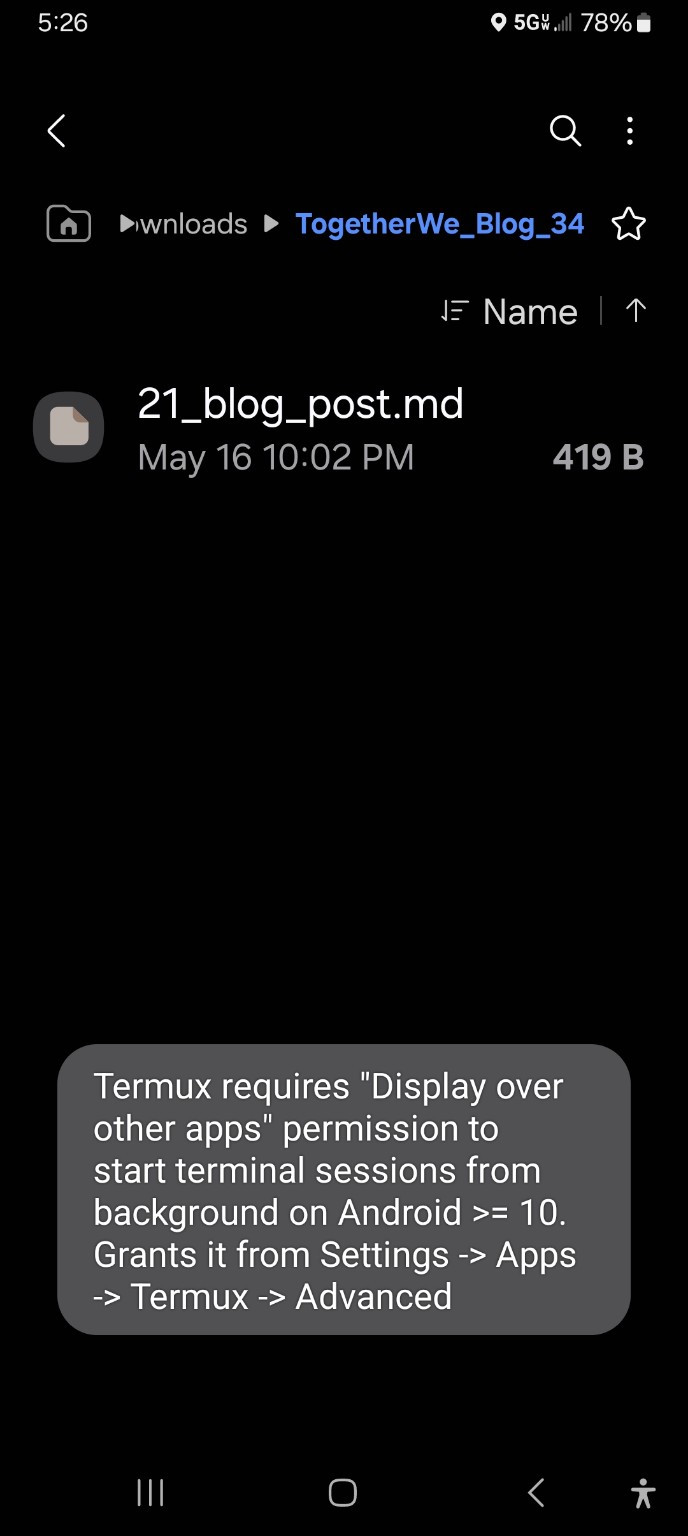 5:26 5G UW 78%
wnloads TogetherWe_Blog_34
Name
21_blog_post.md
May 16 10:02 PM 419 B
Termux requires "Display over
other apps" permission to
start terminal sessions from
background on Android >= 10.
Grants it from Settings -> Apps
-> Termux -> Advanced